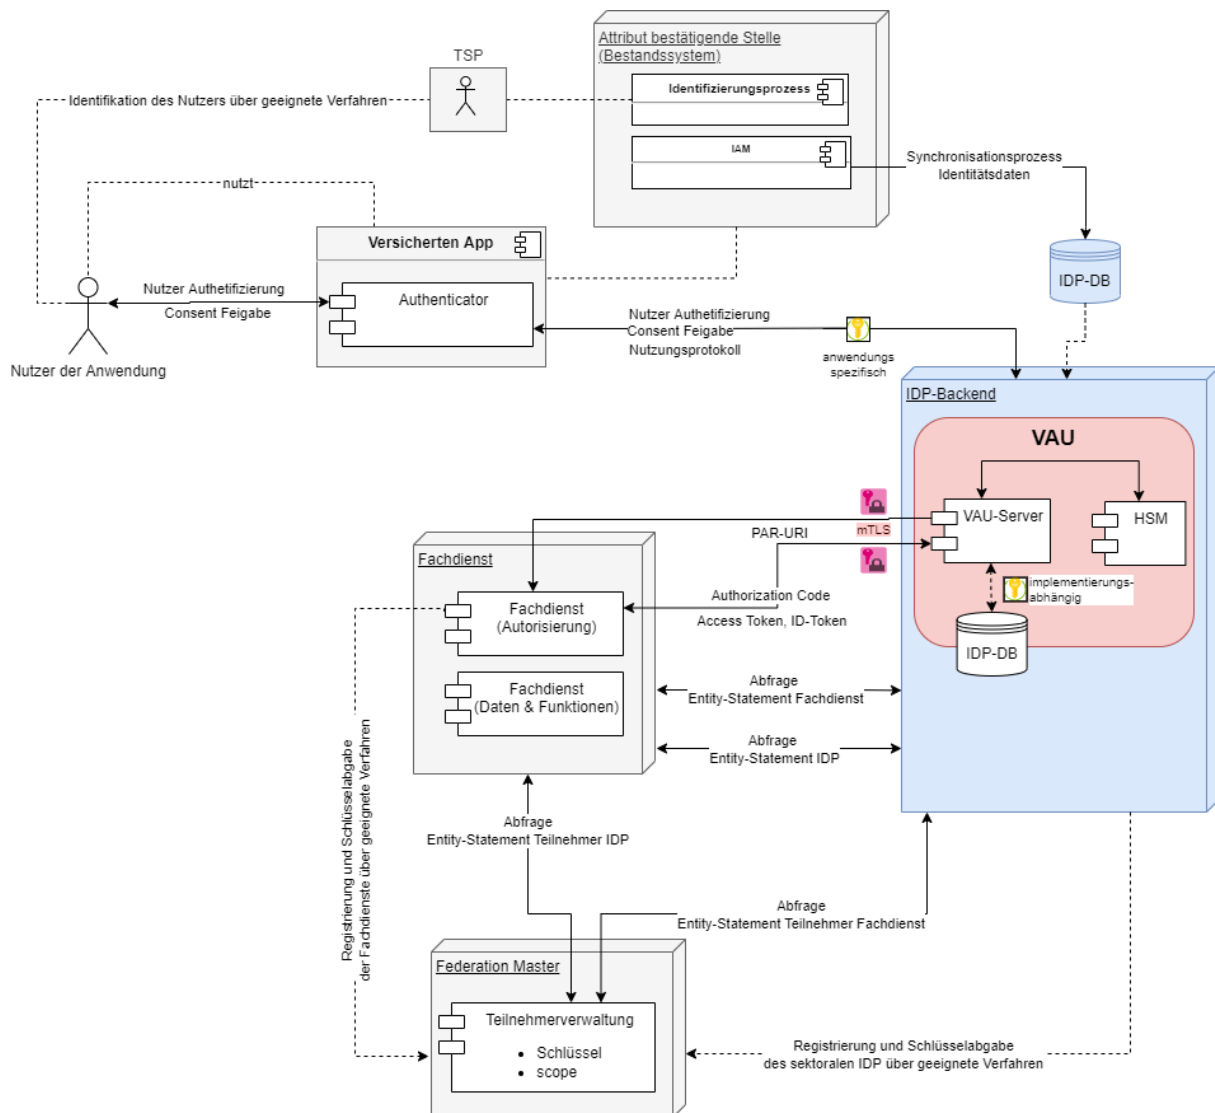 Attribut bestätigende Stelle
(Bestandssystem)
TSP
Identifizierungsprozess
Identifikation des Nutzers über geeignete Verfahren
IAM
Synchronisationsprozess
Identitätsdaten
nutzt
Versicherten App
IDP-DB
Nutzer Authetifizierung
Consent Feigabe
Authenticator
Nutzer Authetifizierung
Consent Feigabe
Nutzungsprotokoll
anwendungs
spezifisch
Nutzer der Anwendung
IDP-Backend
VAU
VAU-Server
HSM
PAR-URI
mTLS
Fachdienst
implementierungs-
abhängig
Fachdienst
(Autorisierung)
Authorization Code
Access Token, ID-Token
IDP-DB
Fachdienst
(Daten & Funktionen)
Abfrage
Entity-Statement Fachdienst
Abfrage
Entity-Statement IDP
Registrierung und Schlüsselabgabe
der Fachdienste über geeignete Verfahren
Abfrage
Entity-Statement Teilnehmer IDP
Abfrage
Entity-Statement Teilnehmer Fachdienst
Federation Master
Teilnehmerverwaltung
• Schlüssel
• scope
Registrierung und Schlüsselabgabe
des sektoralen IDP über geeignete Verfahren